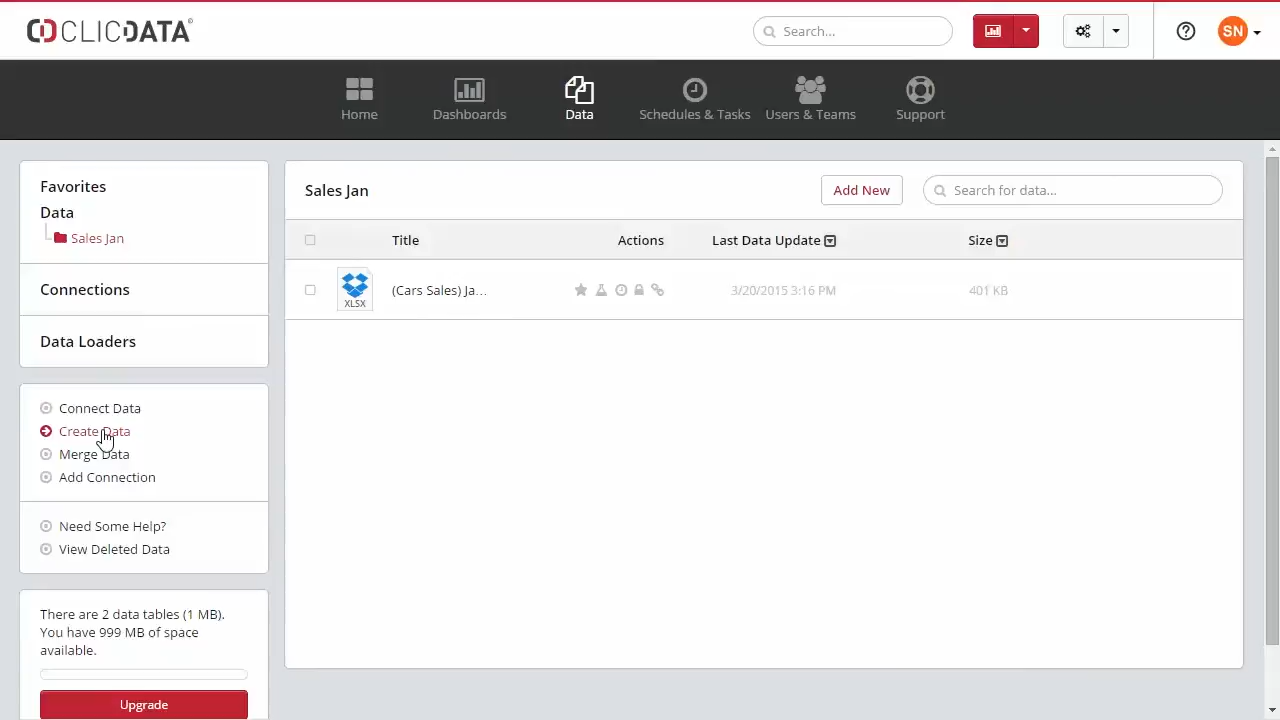 CLICDATA
Search...
SN
Home
Dashboards
Data
Schedules & Tasks
Users & Teams
Support
Favorites
Data
Sales Jan
Connections
Data Loaders
Connect Data
Create Data
Merge Data
Add Connection
Need Some Help?
View Deleted Data
There are 2 data tables (1 MB).
You have 999 MB of space
available.
Upgrade
Sales Jan
Add New
Search for data...
Title
Actions
Last Data Update
Size
XLSX
(Cars Sales) Ja...
3/20/2015 3:16 PM
401 KB